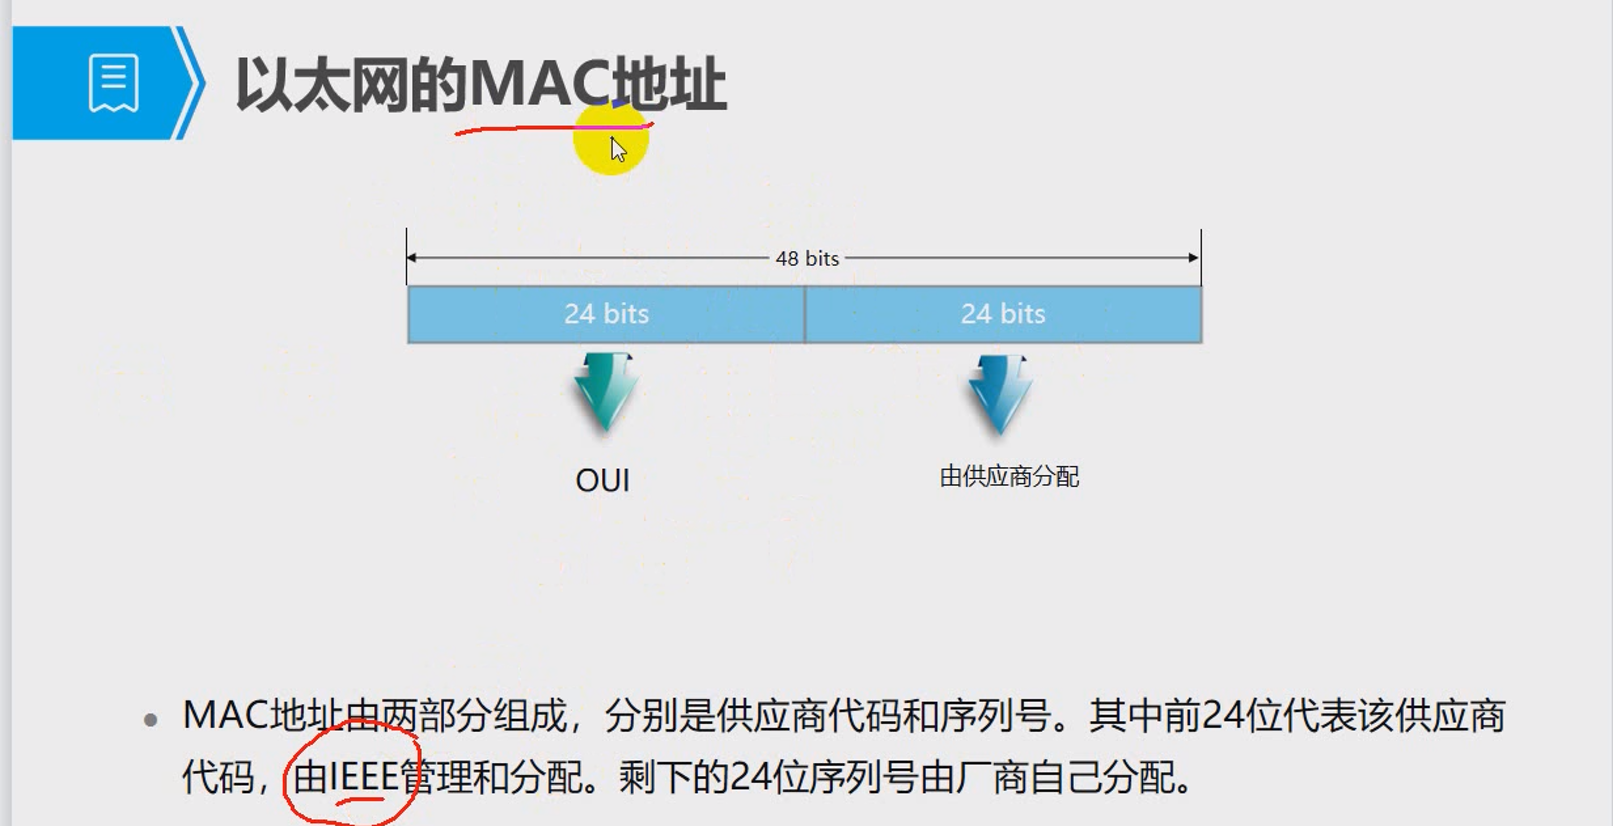 以太网的MAC地址
48 bits
24 bits
24 bits
OUI
由供应商分配
MAC地址由两部分组成，分别是供应商代码和序列号。其中前24位代表该供应商
代码，由IEEE管理和分配。剩下的24位序列号由厂商自己分配。